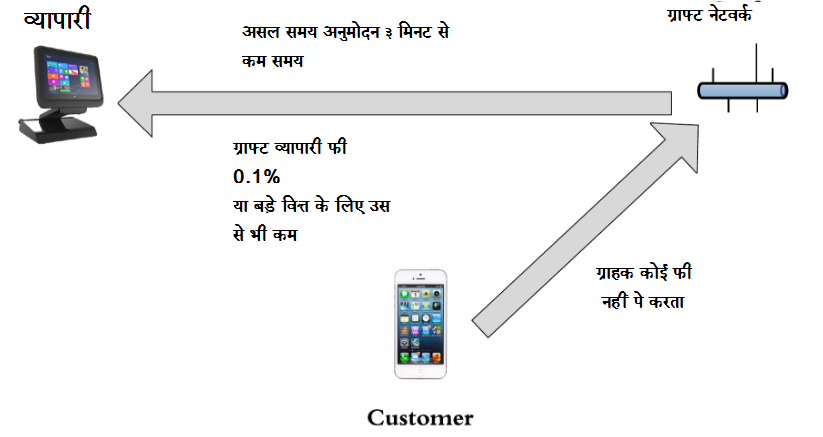 व्यापारी
ग्राफ्ट नेटवर्क
असल समय अनुमोदन ३ मिनट से
कम समय
ग्राफ्ट व्यापारी फी
0.1%
या बड़े वित्त के लिए उस
से भी कम
ग्राहक कोई फी
नहीं पे करता
Customer